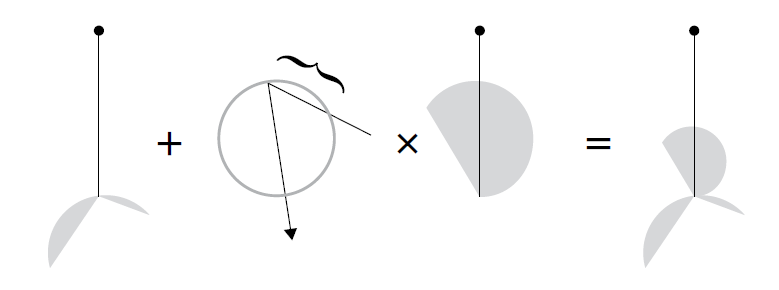 + × =